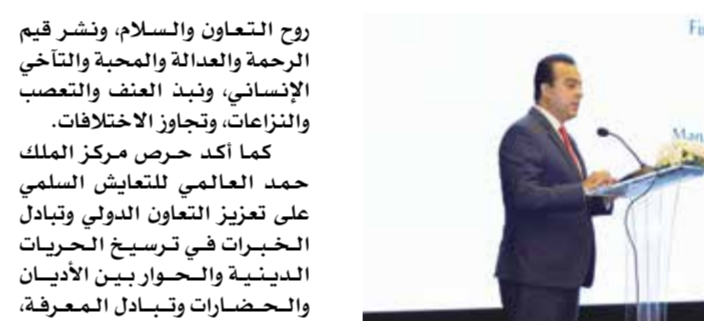 روح التعاون والسلام، ونشر قيم
الرحمة والعدالة والمحبة والتآخي
الإنساني، ونبذ العنف والتعصب
والنزاعات، وتجاوز الاختلافات.
كما أكد حرص مركز الملك
حمد العالمي للتعايش السلمي
على تعزيز التعاون الدولي وتبادل
الخبرات في ترسيخ الحريات
الدينية والحوار بين الأديان
والحضارات وتبادل المعرفة،